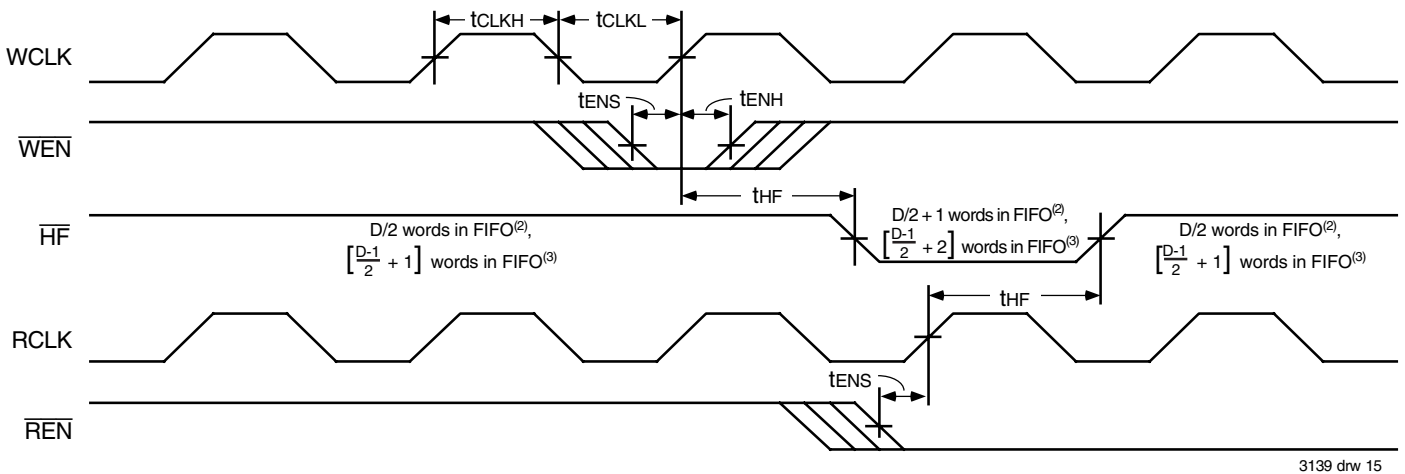 tCLKH
tCLKL
WCLK
tENS
tENH
WEN
tHF
HF
D/2 words in FIFO(2),
[D-1/2 + 1] words in FIFO(3)
D/2 + 1 words in FIFO(2),
[D-1/2 + 2] words in FIFO(3)
D/2 words in FIFO(2),
[D-1/2 + 1] words in FIFO(3)
tHF
RCLK
tENS
REN
3139 drw 15